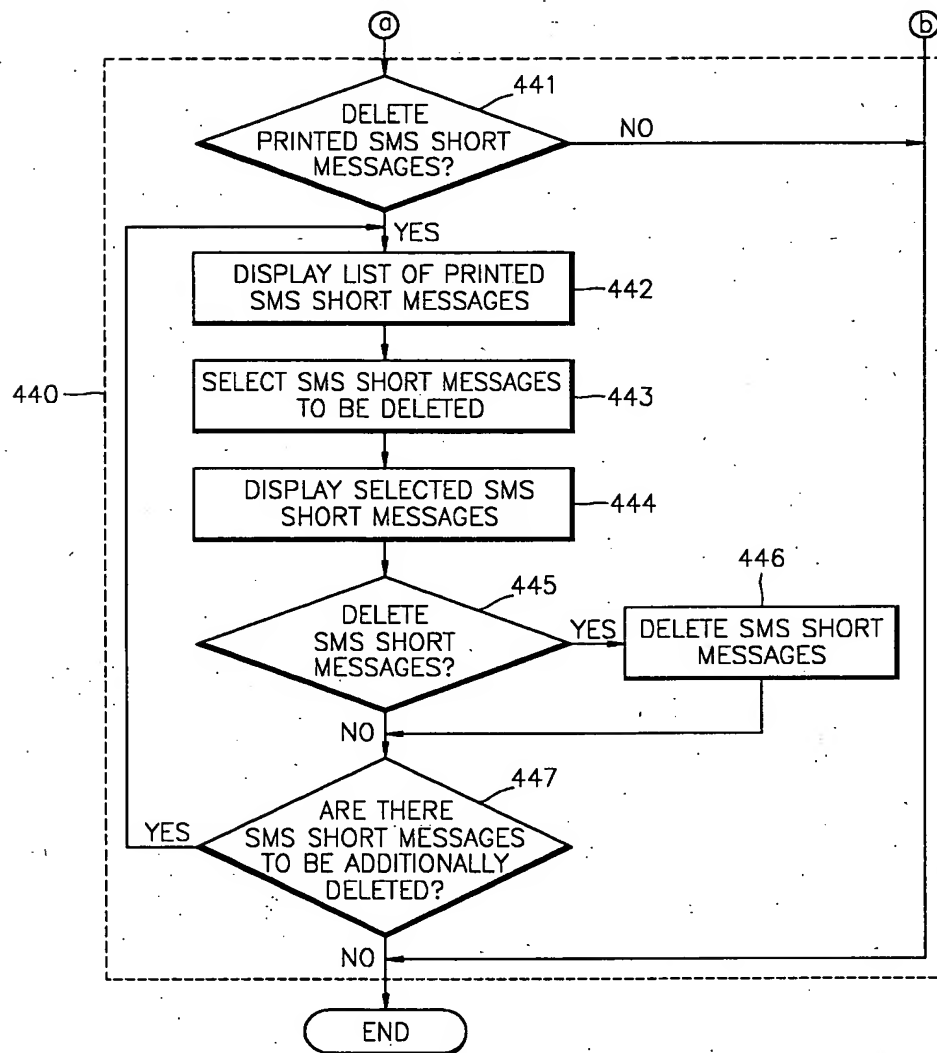 a
b
441
DELETE
PRINTED SMS SHORT
MESSAGES?
NO
YES
DISPLAY LIST OF PRINTED
SMS SHORT MESSAGES
442
440
SELECT SMS SHORT MESSAGES
TO BE DELETED
443
DISPLAY SELECTED SMS
SHORT MESSAGES
444
445
DELETE
SMS SHORT
MESSAGES?
YES
446
DELETE SMS SHORT
MESSAGES
NO
447
ARE THERE
SMS SHORT MESSAGES
TO BE ADDITIONALLY
DELETED?
YES
NO
END